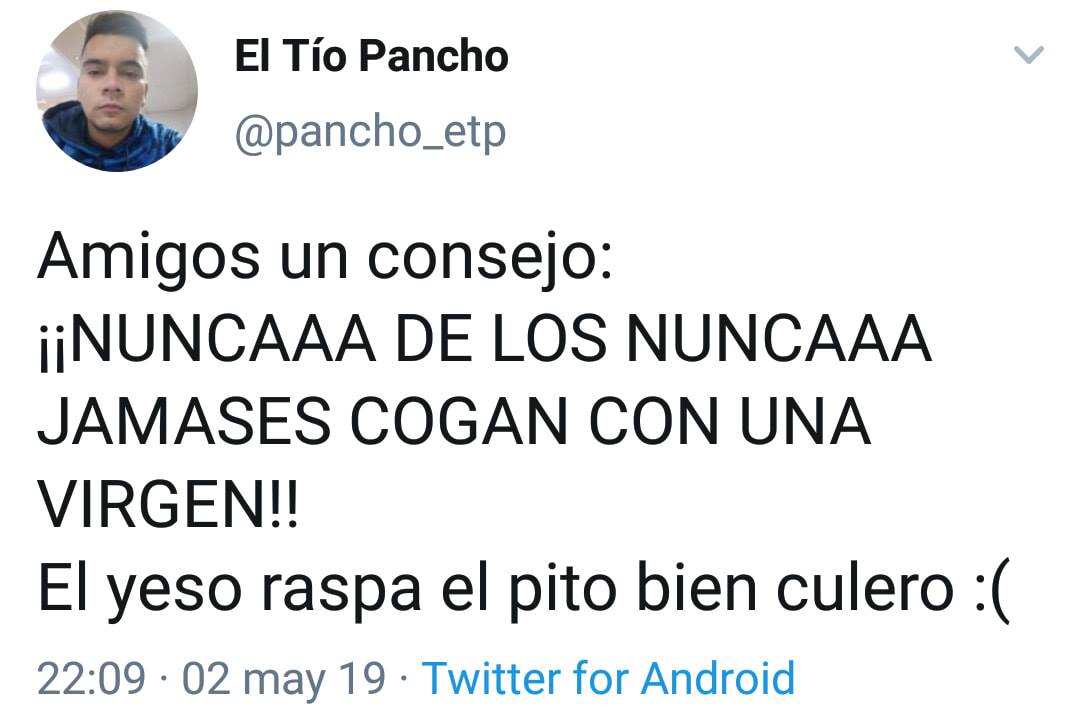 El Tío Pancho
@pancho_etp
Amigos un consejo:
¡¡NUNCAAA DE LOS NUNCAAA
JAMASES COGAN CON UNA
VIRGEN!!
El yeso raspa el pito bien culero :(
22:09 · 02 may 19 · Twitter for Android